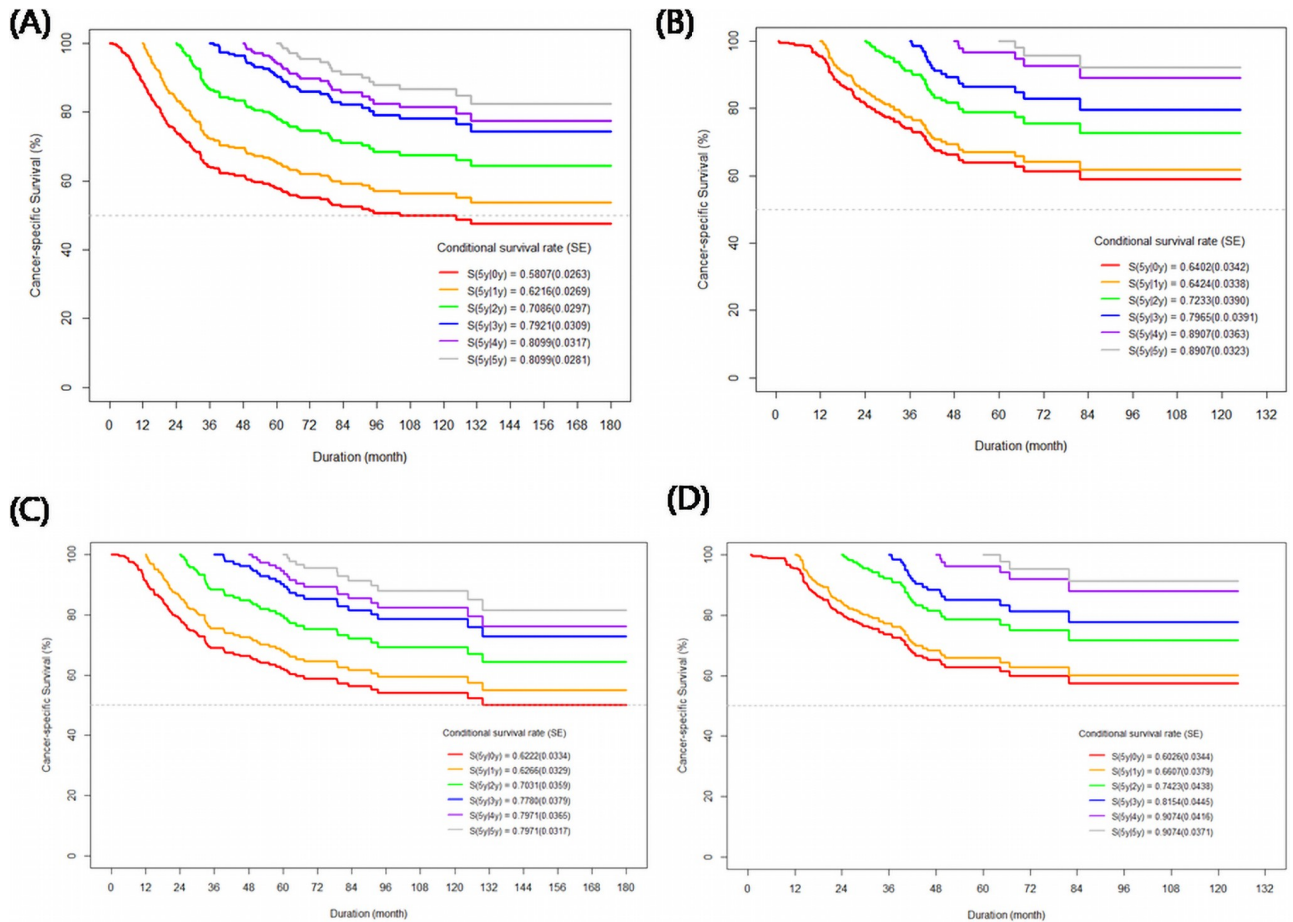 (A)
Cancer-specific Survival (%)
100
80
60
40
20
0
Conditional survival rate (SE)
S(5y|0y) = 0.5807(0.0263)
S(5y|1y) = 0.6216(0.0269)
S(5y|2y) = 0.7086(0.0297)
S(5y|3y) = 0.7921(0.0309)
S(5y|4y) = 0.8099(0.0317)
S(5y|5y) = 0.8099(0.0281)
0 12 24 36 48 60 72 84 96 108 120 132 144 156 168 180
Duration (month)
(B)
Cancer-specific Survival (%)
100
80
60
40
20
0
Conditional survival rate (SE)
S(5y|0y) = 0.6402(0.0342)
S(5y|1y) = 0.6424(0.0338)
S(5y|2y) = 0.7233(0.0390)
S(5y|3y) = 0.7965(0.0.0391)
S(5y|4y) = 0.8907(0.0363)
S(5y|5y) = 0.8907(0.0323)
0 12 24 36 48 60 72 84 96 108 120 132
Duration (month)
(C)
Cancer-specific Survival (%)
100
80
60
40
20
0
Conditional survival rate (SE)
S(5y|0y) = 0.6222(0.0334)
S(5y|1y) = 0.6266(0.0329)
S(5y|2y) = 0.7031(0.0359)
S(5y|3y) = 0.7780(0.0379)
S(5y|4y) = 0.7971(0.0365)
S(5y|5y) = 0.7971(0.0317)
0 12 24 36 48 60 72 84 96 108 120 132 144 156 168 180
Duration (month)
(D)
Cancer-specific Survival (%)
100
80
60
40
20
0
Conditional survival rate (SE)
S(5y|0y) = 0.6026(0.0344)
S(5y|1y) = 0.6607(0.0379)
S(5y|2y) = 0.7423(0.0438)
S(5y|3y) = 0.8154(0.0445)
S(5y|4y) = 0.9074(0.0416)
S(5y|5y) = 0.9074(0.0371)
0 12 24 36 48 60 72 84 96 108 120 132
Duration (month)